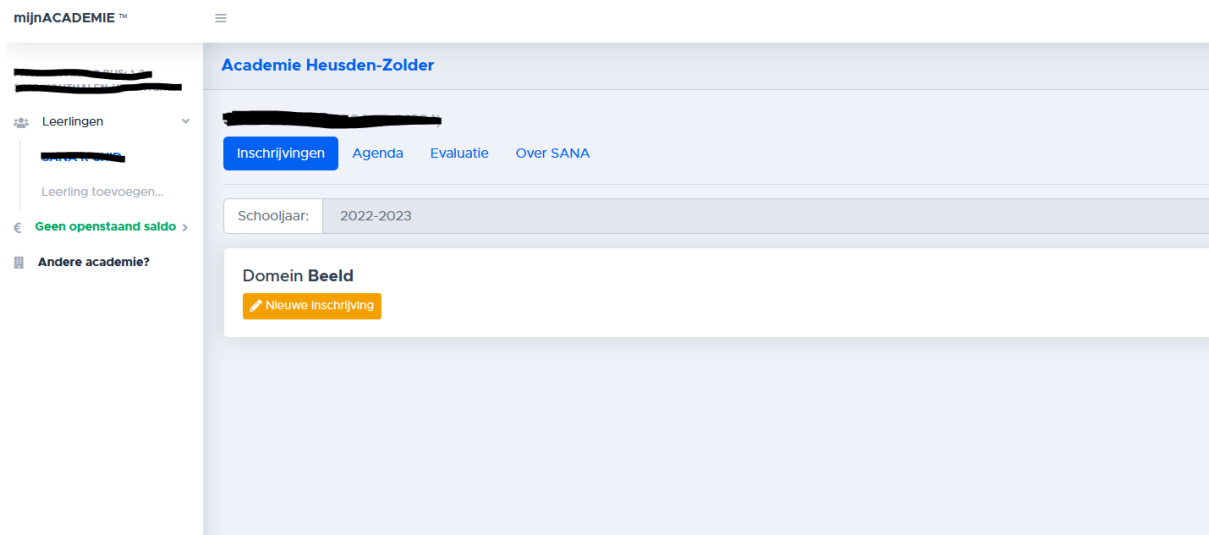 mijnACADEMIE ™
Academie Heusden-Zolder
Leerlingen
Leerling toevoegen...
€ Geen openstaand saldo
Andere academie?
Inschrijvingen Agenda Evaluatie Over SANA
Schooljaar: 2022-2023
Domein Beeld
Nieuwe inschrijving